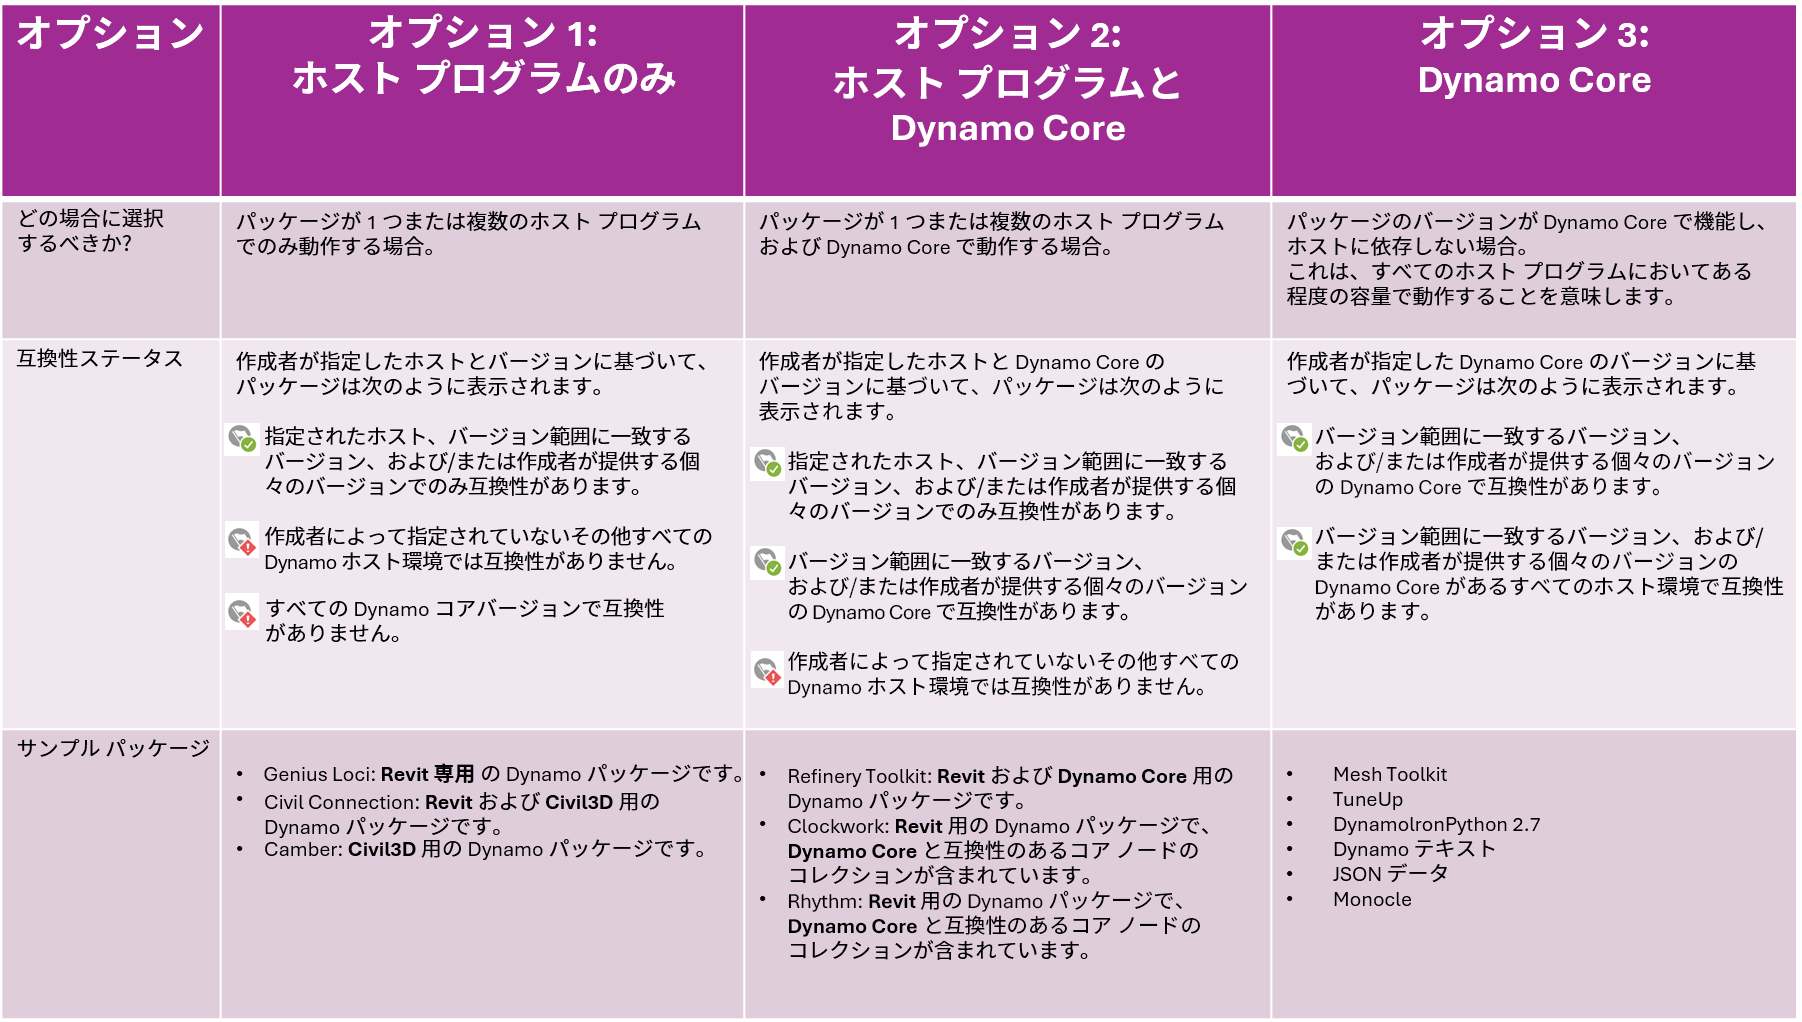 オプション
オプション 1:
ホスト プログラムのみ
オプション 2:
ホスト プログラムと
Dynamo Core
オプション 3:
Dynamo Core
どの場合に選択
するべきか?
パッケージが 1 つまたは複数のホスト プログラム
でのみ動作する場合。
パッケージが 1 つまたは複数のホスト プログラム
および Dynamo Core で動作する場合。
パッケージのバージョンが Dynamo Core で機能し、
ホストに依存しない場合。
これは、すべてのホスト プログラムにおいてある
程度の容量で動作することを意味します。
互換性ステータス
作成者が指定したホストとバージョンに基づいて、
パッケージは次のように表示されます。
指定されたホスト、バージョン範囲に一致する
バージョン、および/または作成者が提供する個
々のバージョンでのみ互換性があります。
作成者によって指定されていないその他すべての
Dynamo ホスト環境では互換性がありません。
すべての Dynamo コアバージョンで互換性
がありません。
作成者が指定したホストと Dynamo Core の
バージョンに基づいて、パッケージは次のように
表示されます。
指定されたホスト、バージョン範囲に一致する
バージョン、および/または作成者が提供する個
々のバージョンでのみ互換性があります。
バージョン範囲に一致するバージョン、
および/または作成者が提供する個々のバージョン
の Dynamo Core で互換性があります。
作成者によって指定されていないその他すべての
Dynamo ホスト環境では互換性がありません。
作成者が指定した Dynamo Core のバージョンに基
づいて、パッケージは次のように表示されます。
バージョン範囲に一致するバージョン、
および/または作成者が提供する個々のバージョン
の Dynamo Core で互換性があります。
バージョン範囲に一致するバージョン、および/
または作成者が提供する個々のバージョンの
Dynamo Core があるすべてのホスト環境で互換性
があります。
サンプル パッケージ
• Genius Loci: Revit 専用 の Dynamo パッケージです。
• Civil Connection: Revit および Civil3D 用の
Dynamo パッケージです。
• Camber: Civil3D 用の Dynamo パッケージです。
• Refinery Toolkit: Revit および Dynamo Core 用の
Dynamo パッケージです。
• Clockwork: Revit 用の Dynamo パッケージで、
Dynamo Core と互換性のあるコア ノードの
コレクションが含まれています。
• Rhythm: Revit 用の Dynamo パッケージで、
Dynamo Core と互換性のあるコア ノードの
コレクションが含まれています。
• Mesh Toolkit
• TuneUp
• DynamoIronPython 2.7
• Dynamo テキスト
• JSON データ
• Monocle